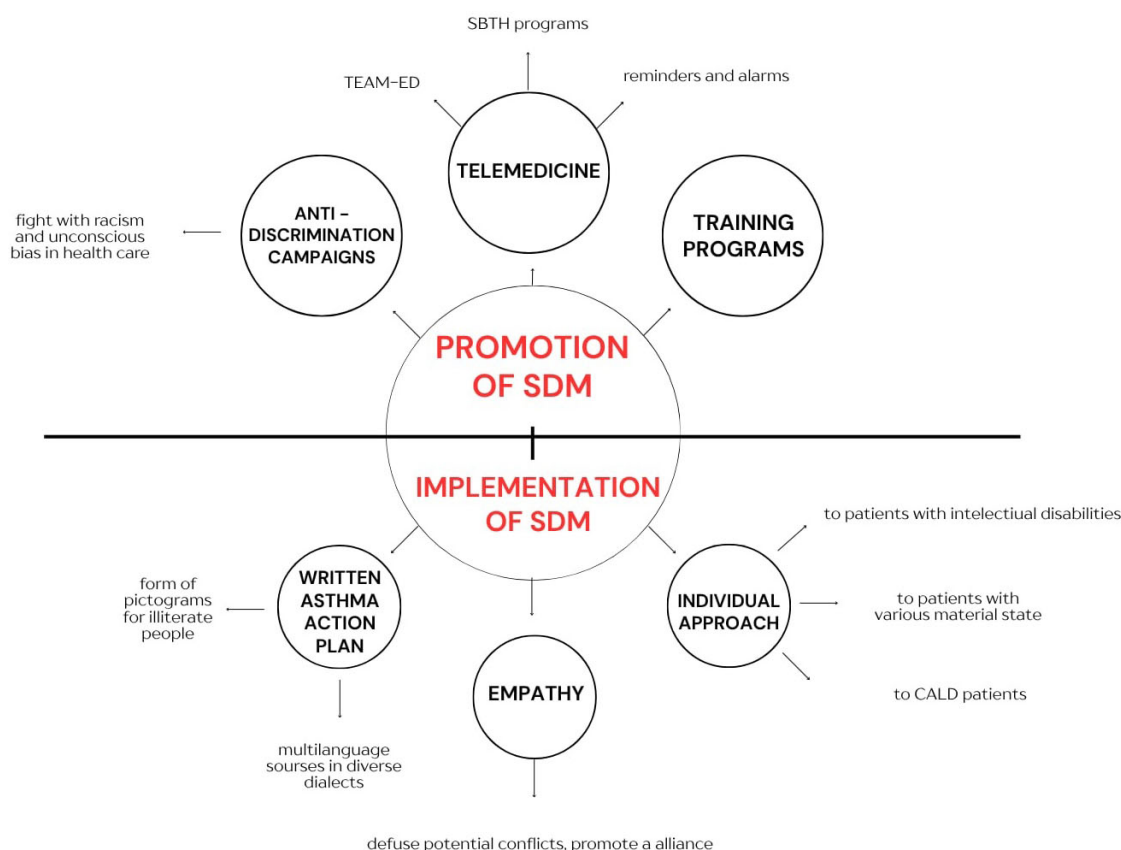 SBTH programs
TEAM-ED
reminders and alarms
TELEMEDICINE
ANTI -
DISCRIMINATION
CAMPAIGNS
TRAINING
PROGRAMS
fight with racism
and unconscious
bias in health care
PROMOTION
OF SDM
IMPLEMENTATION
OF SDM
WRITTEN
ASTHMA
ACTION
PLAN
form of
pictograms
for illiterate
people
multilanguage
sourses in diverse
dialects
EMPATHY
defuse potential conflicts, promote a alliance
INDIVIDUAL
APPROACH
to patients with intelectiual disabilities
to patients with
various material state
to CALD patients